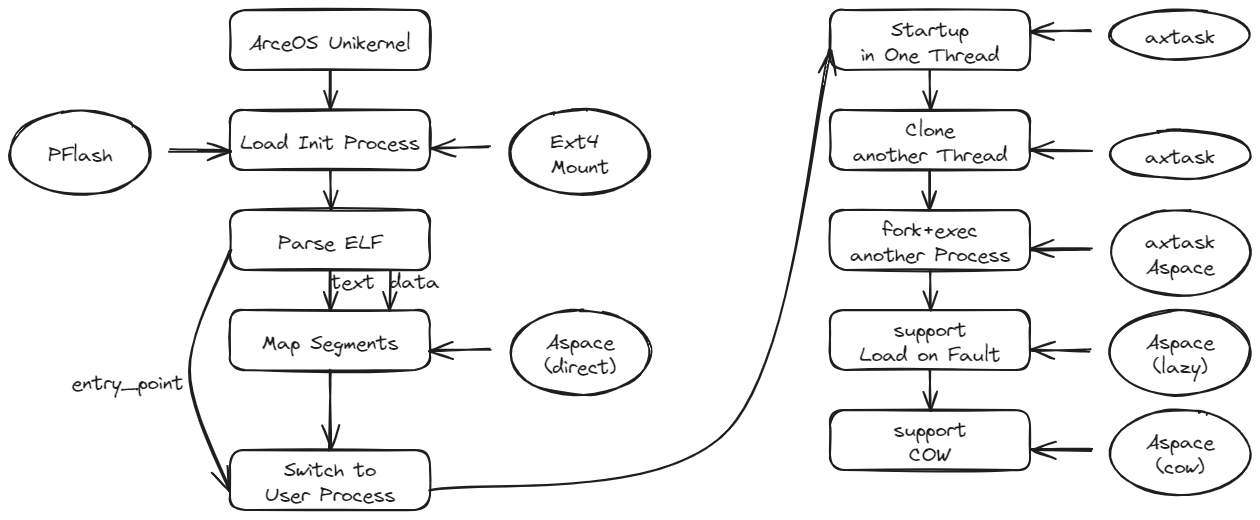 ArceOS Unikernel
PFlash
Load Init Process
Ext4
Mount
Parse ELF
text
data
Map Segments
Aspace
(direct)
entry_point
Switch to
User Process
Startup
in One Thread
axtask
Clone
another Thread
axtask
fork+exec
another Process
axtask
Aspace
support
Load on Fault
Aspace
(lazy)
support
COW
Aspace
(cow)